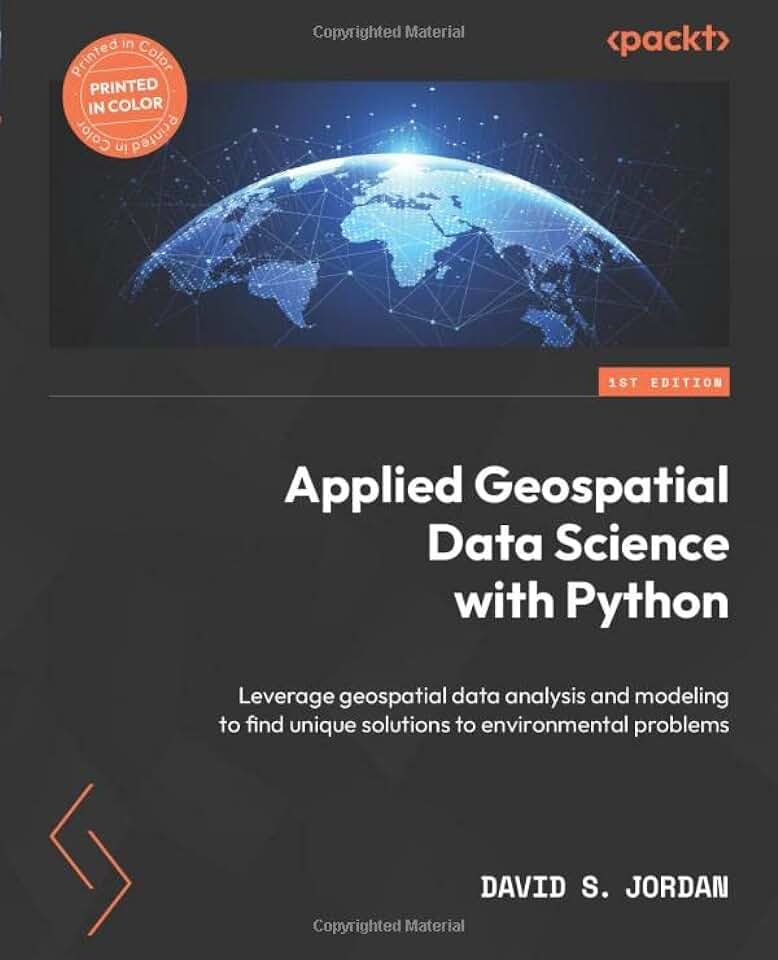 Copyrighted Material
<packt>
Printed in Color
PRINTED
IN COLOR
Printed in Color
1ST EDITION
Applied Geospatial
Data Science
with Python
Leverage geospatial data analysis and modeling
to find unique solutions to environmental problems
DAVID S. JORDAN
Copyrighted Material